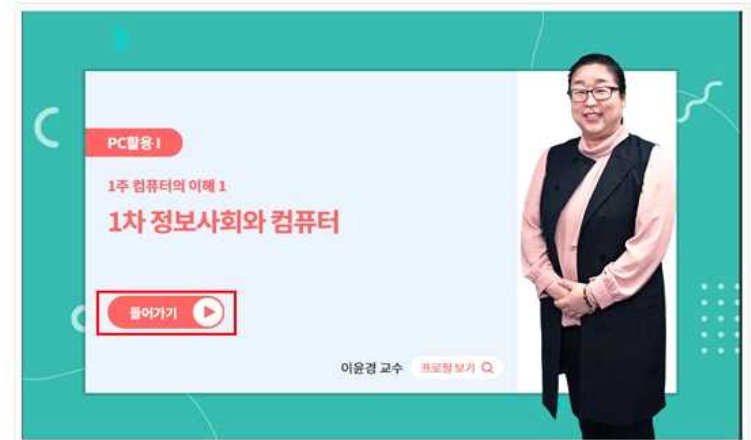 PC활용 I
1주 컴퓨터의 이해 1
1차 정보사회와 컴퓨터
들어가기
이윤경 교수
프로필 보기